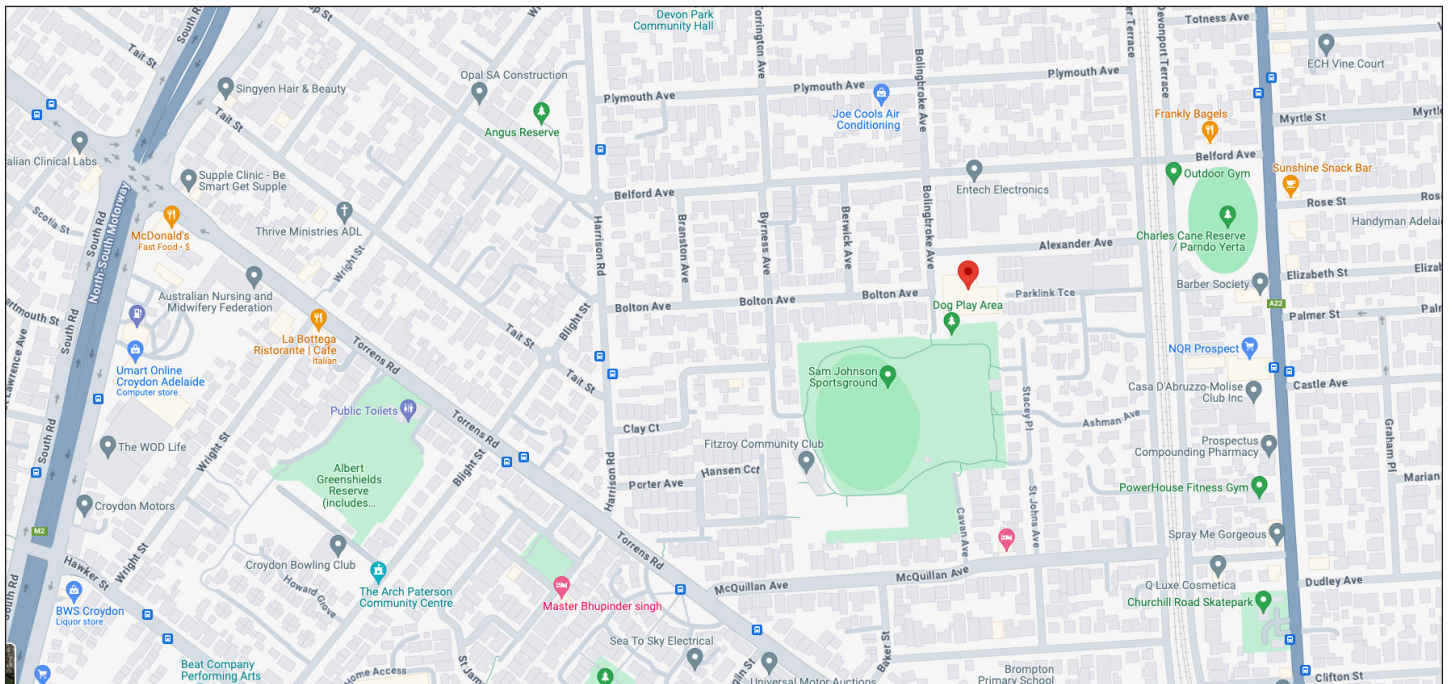 Devon Park
Community Hall
Totness Ave
ECH Vine Court
South Rd
Tait St
Singyen Hair & Beauty
Opal SA Construction
Plymouth Ave
Plymouth Ave
Plymouth Ave
Joe Cools Air
Conditioning
Bolingbroke Ave
Devonport Terrace
Frankly Bagels
Myrtle St
Angus Reserve
Tait St
Belford Ave
Belford Ave
Entech Electronics
Outdoor Gym
Sunshine Snack Bar
Rose St
Handyman
Supple Clinic - Be
Smart Get Supple
Scotia St
McDonald's
Fast Food · $
Thrive Ministries ADL
Wright St
South Rd
North-South Motorway
Harrison Rd
Branston Ave
Byrness Ave
Berwick Ave
Bolingbroke Ave
Alexander Ave
Charles Cane Reserve
/ Parndo Yerta
Elizabeth St
Barber Society
A22
Palmer St
Australian Nursing and
Midwifery Federation
Bolton Ave
Bolton Ave
Bolton Ave
Dog Play Area
Parklink Tce
La Bottega
Ristorante | Cafe
Italian
Torrens Rd
Tait St
Blight St
Tait St
South Rd
Lawrence Ave
Umart Online
Croydon Adelaide
Computer store
NQR Prospect
Castle Ave
Sam Johnson
Sportsground
Casa D'Abruzzo-Molise
Club Inc
Stacey Pl
Ashman Ave
Graham Pl
Public Toilets
Torrens Rd
Clay Ct
Fitzroy Community Club
The WOD Life
Wright St
South Rd
Albert
Greenshields
Reserve
(includes...
Blight St
Harrison Rd
Hansen Cct
Porter Ave
Prospectus
Compounding Pharmacy
PowerHouse Fitness Gym
Marian
Croydon Motors
St Johns Ave
Cavan Ave
M2
Torrens Rd
Spray Me Gorgeous
Hawker St
Wright St
Croydon Bowling Club
Howard Grove
The Arch Paterson
Community Centre
McQuillan Ave
McQuillan Ave
Q Luxe Cosmetica
Dudley Ave
Churchill Road Skatepark
South Rd
BWS Croydon
Liquor store
Master Bhupinder singh
Sea To Sky Electrical
Baker St
Beat Company
Performing Arts
Home Access
Universal Motor Auctions
Brompton
Primary School
Clifton St